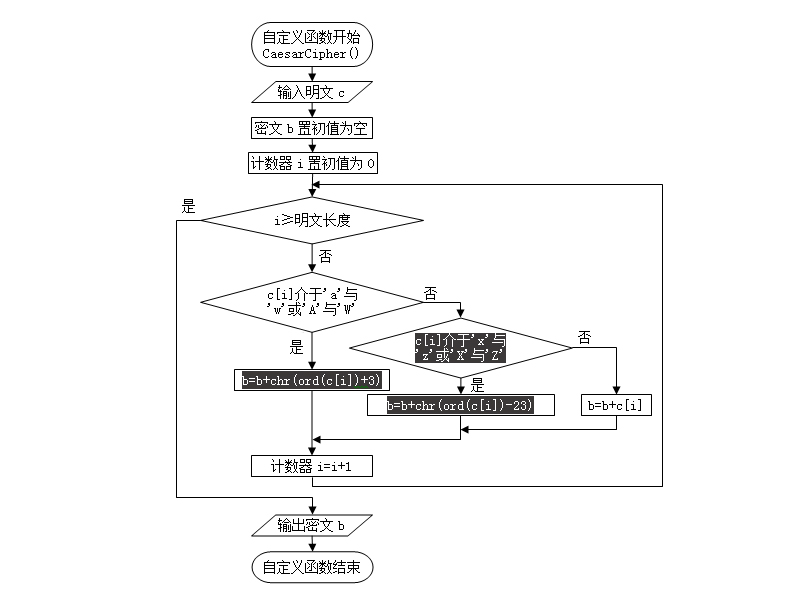 自定义函数开始
CaesarCipher()
输入明文 c
密文 b 置初值为空
计数器 i 置初值为 0
是
i≥明文长度
否
c[i]介于'a'与
'w'或'A'与'W'
否
c[i]介于'x'与
'z'或'X'与'Z'
否
是
b=b+chr(ord(c[i])+3)
是
b=b+chr(ord(c[i])-23)
b=b+c[i]
计数器 i=i+1
输出密文 b
自定义函数结束